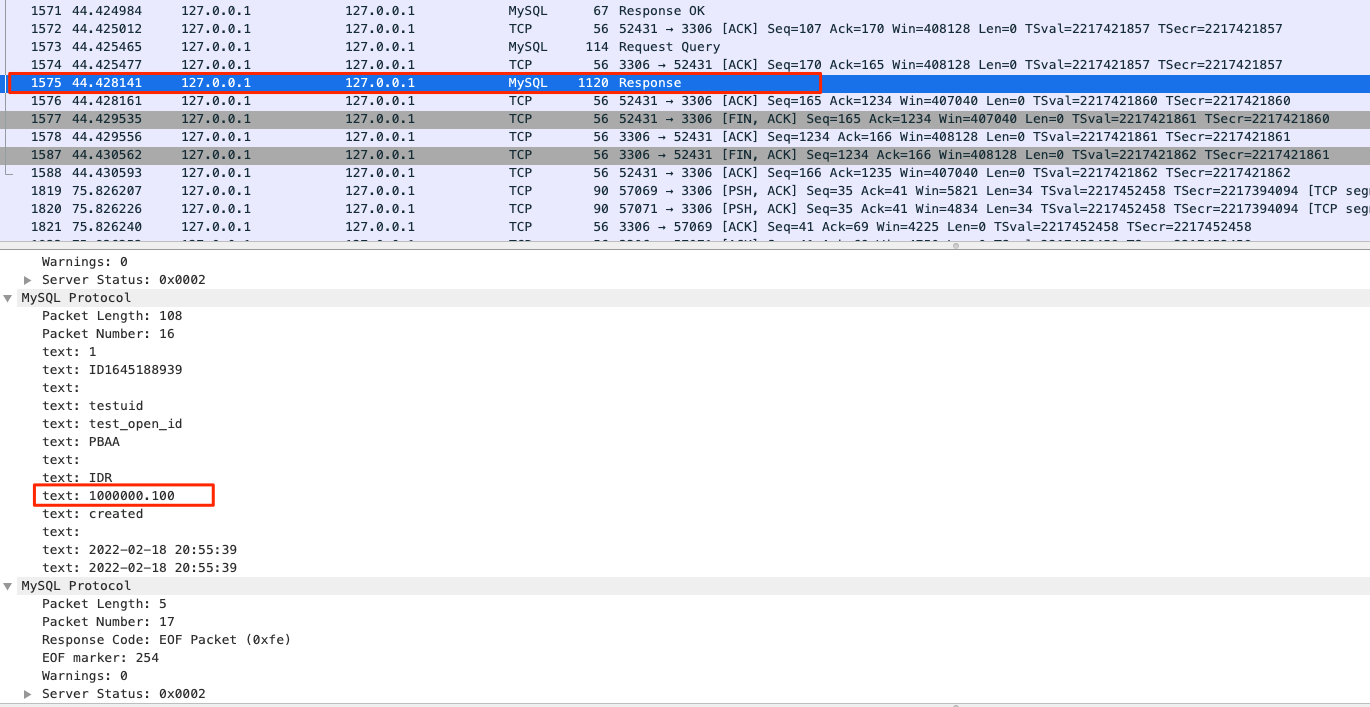 1571 44.424984 127.0.0.1 127.0.0.1 MySQL 67 Response OK
1572 44.425012 127.0.0.1 127.0.0.1 TCP 56 52431 → 3306 [ACK] Seq=107 Ack=170 Win=408128 Len=0 TSval=2217421857 TSecr=2217421857
1573 44.425465 127.0.0.1 127.0.0.1 MySQL 114 Request Query
1574 44.425477 127.0.0.1 127.0.0.1 TCP 56 3306 → 52431 [ACK] Seq=170 Ack=165 Win=408128 Len=0 TSval=2217421857 TSecr=2217421857
1575 44.428141 127.0.0.1 127.0.0.1 MySQL 1120 Response
1576 44.428161 127.0.0.1 127.0.0.1 TCP 56 52431 → 3306 [ACK] Seq=165 Ack=1234 Win=407040 Len=0 TSval=2217421860 TSecr=2217421860
1577 44.429535 127.0.0.1 127.0.0.1 TCP 56 52431 → 3306 [FIN, ACK] Seq=165 Ack=1234 Win=407040 Len=0 TSval=2217421861 TSecr=2217421860
1578 44.429556 127.0.0.1 127.0.0.1 TCP 56 3306 → 52431 [ACK] Seq=1234 Ack=166 Win=408128 Len=0 TSval=2217421861 TSecr=2217421861
1587 44.430562 127.0.0.1 127.0.0.1 TCP 56 3306 → 52431 [FIN, ACK] Seq=1234 Ack=166 Win=408128 Len=0 TSval=2217421862 TSecr=2217421861
1588 44.430593 127.0.0.1 127.0.0.1 TCP 56 52431 → 3306 [ACK] Seq=166 Ack=1235 Win=407040 Len=0 TSval=2217421862 TSecr=2217421862
1819 75.826207 127.0.0.1 127.0.0.1 TCP 90 57069 → 3306 [PSH, ACK] Seq=35 Ack=41 Win=5821 Len=34 TSval=2217452458 TSecr=2217394094 [TCP seg
1820 75.826226 127.0.0.1 127.0.0.1 TCP 90 57071 → 3306 [PSH, ACK] Seq=35 Ack=41 Win=4834 Len=34 TSval=2217452458 TSecr=2217394094 [TCP seg
1821 75.826240 127.0.0.1 127.0.0.1 TCP 56 3306 → 57069 [ACK] Seq=41 Ack=69 Win=4225 Len=0 TSval=2217452458 TSecr=2217452458
Warnings: 0
Server Status: 0x0002
MySQL Protocol
Packet Length: 108
Packet Number: 16
text: 1
text: ID1645188939
text:
text: testuid
text: test_open_id
text: PBAA
text:
text: IDR
text: 1000000.100
text: created
text:
text: 2022-02-18 20:55:39
text: 2022-02-18 20:55:39
MySQL Protocol
Packet Length: 5
Packet Number: 17
Response Code: EOF Packet (0xfe)
EOF marker: 254
Warnings: 0
Server Status: 0x0002